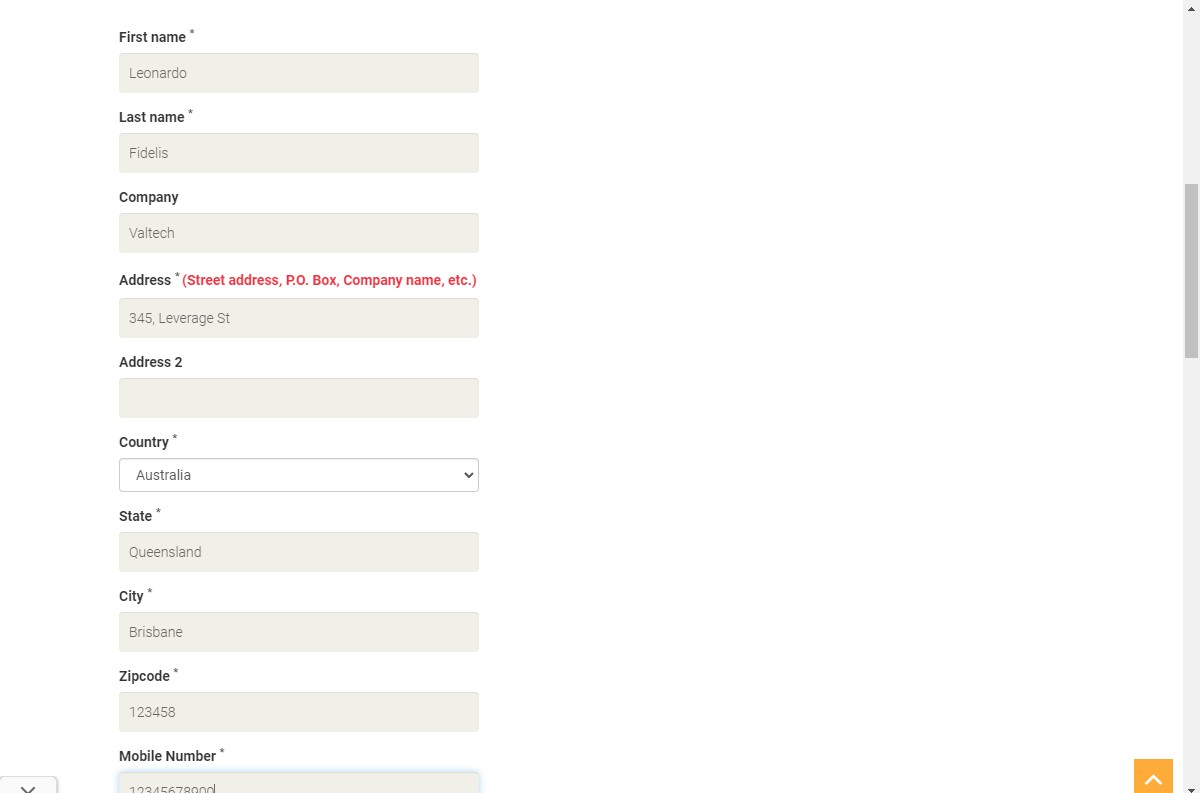 First name *
Leonardo
Last name *
Fidelis
Company
Valtech
Address * (Street address, P.O. Box, Company name, etc.)
345, Leverage St
Address 2
Country *
Australia
State *
Queensland
City *
Brisbane
Zipcode *
123458
Mobile Number *
12345678900